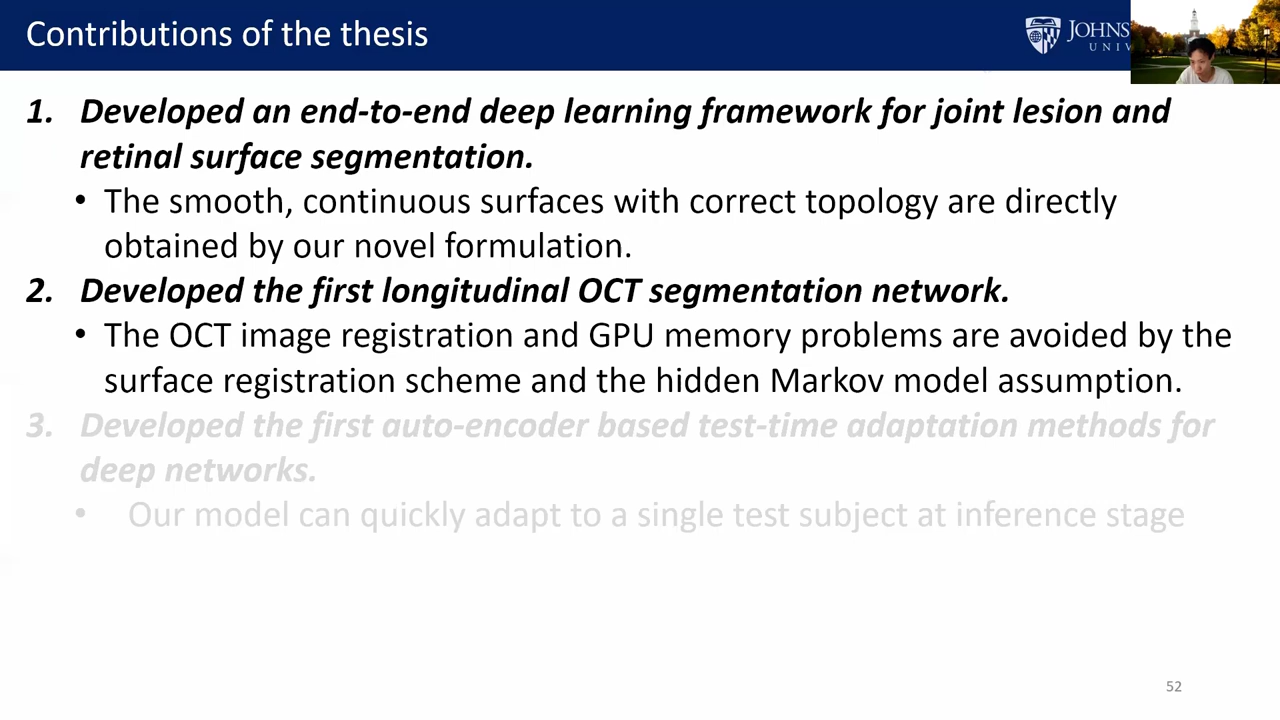 Contributions of the thesis
JOHNS
UNIV
1. Developed an end-to-end deep learning framework for joint lesion and
retinal surface segmentation.
• The smooth, continuous surfaces with correct topology are directly
obtained by our novel formulation.
2. Developed the first longitudinal OCT segmentation network.
• The OCT image registration and GPU memory problems are avoided by the
surface registration scheme and the hidden Markov model assumption.
3. Developed the first auto-encoder based test-time adaptation methods for
deep networks.
• Our model can quickly adapt to a single test subject at inference stage
52